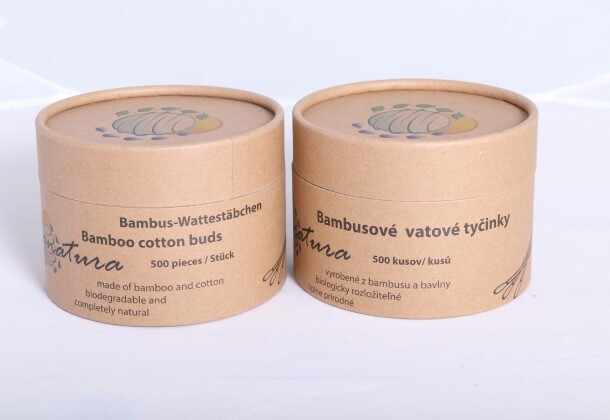 Bambus-Wattestäbchen
Bamboo cotton buds
natura
500 pieces / Stück
made of bamboo and cotton
biodegradable and
completely natural
Bambusové vatové tyčinky
500 kusov/ kusů
vyrobené z bambusu a bavlny
biologicky rozložiteľné
prírodné